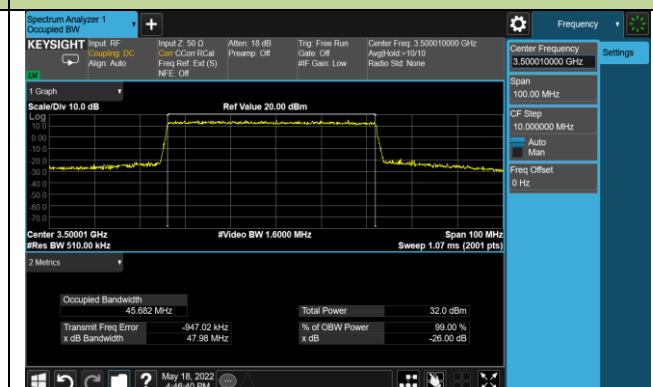 Spectrum Analyzer 1
Occupied BW
+
Frequency
KEYSIGHT
Input: RF
Coupling: DC
Align: Auto
Input Z: 50 Ω
Corr CCorr RCal
Freq Ref: Ext (S)
NFE: Off
Atten: 18 dB
Preamp: Off
Trig: Free Run
Gate: Off
#IF Gain: Low
Center Freq: 3.500010000 GHz
Avg|Hold:>10/10
Radio Std: None
Center Frequency
3.500010000 GHz
Settings
Span
100.00 MHz
CF Step
10.000000 MHz
Auto
Man
Freq Offset
0 Hz
1 Graph
Scale/Div 10.0 dB
Ref Value 20.00 dBm
Log
10.0
0.00
-10.0
-20.0
-30.0
-40.0
-50.0
-60.0
-70.0
Center 3.50001 GHz
#Video BW 1.6000 MHz
Span 100 MHz
#Res BW 510.00 kHz
Sweep 1.07 ms (2001 pts)
2 Metrics
Occupied Bandwidth
45.682 MHz
Total Power 32.0 dBm
Transmit Freq Error -947.02 kHz
% of OBW Power 99.00 %
x dB Bandwidth 47.98 MHz
x dB -26.00 dB
?
May 18, 2022
4:46:40 PM